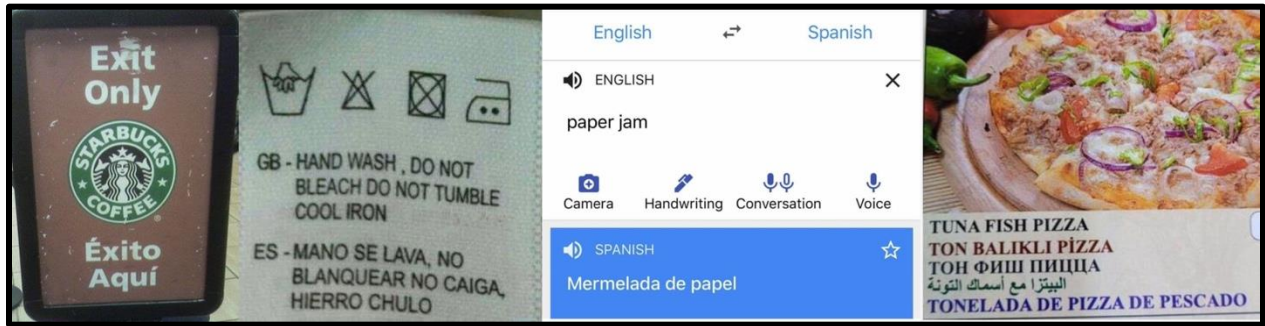 Exit
Only
STARBUCKS
COFFEE
®
Éxito
Aquí
GB - HAND WASH , DO NOT
BLEACH DO NOT TUMBLE
COOL IRON
ES - MANO SE LAVA, NO
BLANQUEAR NO CAIGA,
HIERRO CHULO
English
Spanish
ENGLISH
paper jam
Camera
Handwriting
Conversation
Voice
SPANISH
Mermelada de papel
TUNA FISH PIZZA
TON BALIKLI PİZZA
ТОН ФИШ ПИЦЦА
البيتزا مع أسماك التونة
TONELADA DE PIZZA DE PESCADO